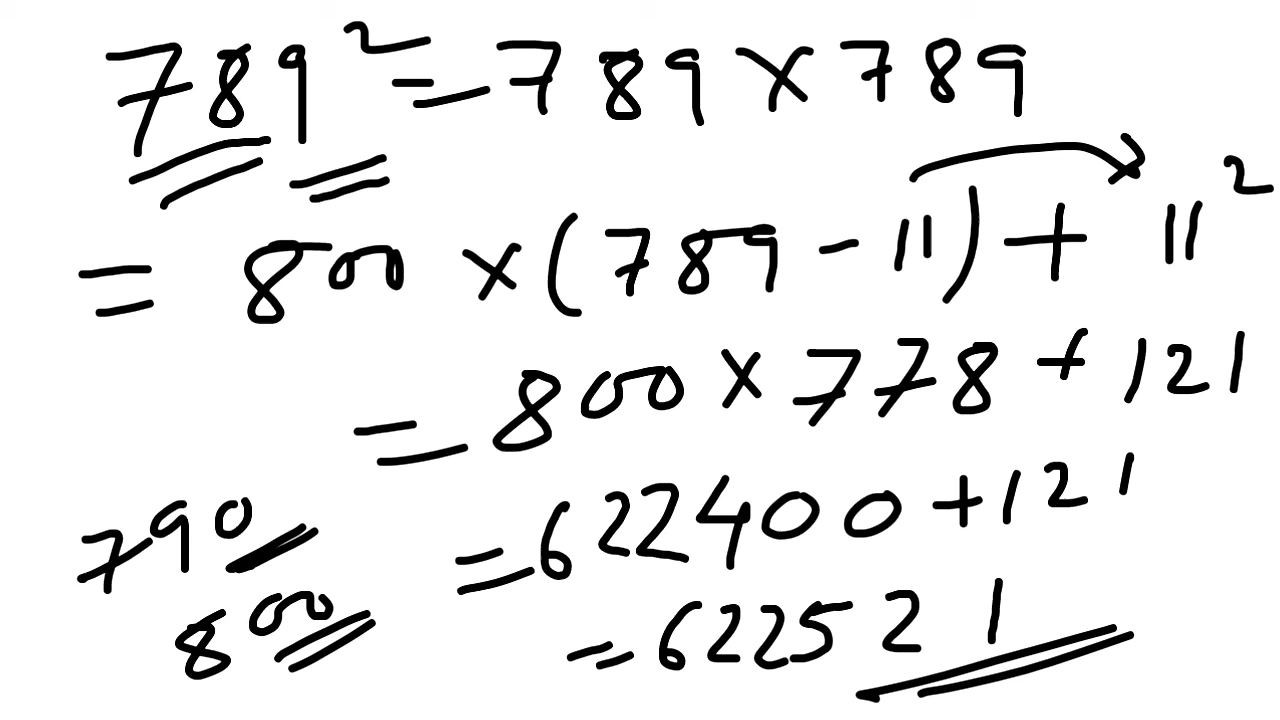 789² = 789 × 789
= 800 × (789 - 11) + 11²
= 800 × 778 + 121
790 = 622400 + 121
800 = 622521